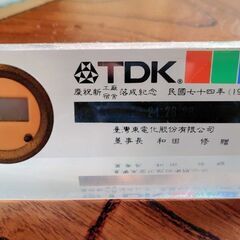 TDK
慶祝新工廠宿舍落成紀念 民國七十四年(19
臺灣東電化股份有限公司
董事長 和田 修 贈